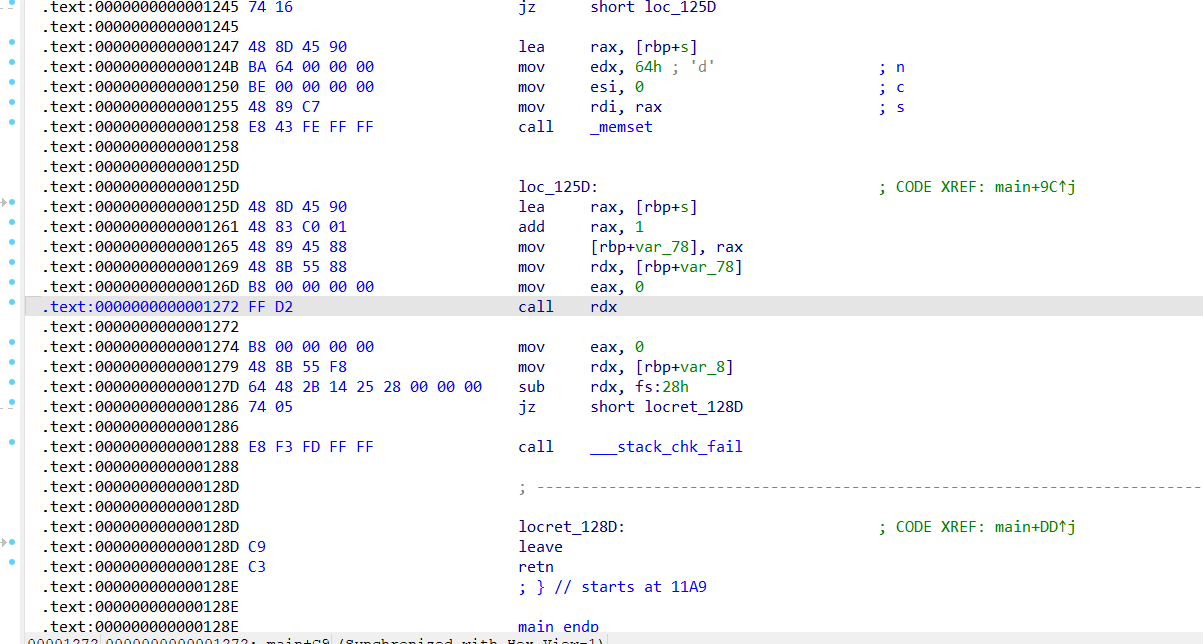 .text:0000000000001245 74 16 jz short loc_125D
.text:0000000000001245
.text:0000000000001247 48 8D 45 90 lea rax, [rbp+s]
.text:000000000000124B BA 64 00 00 00 mov edx, 64h ; 'd' ; n
.text:0000000000001250 BE 00 00 00 00 mov esi, 0 ; c
.text:0000000000001255 48 89 C7 mov rdi, rax ; s
.text:0000000000001258 E8 43 FE FF FF call _memset
.text:0000000000001258
.text:000000000000125D
.text:000000000000125D loc_125D: ; CODE XREF: main+9C↑j
.text:000000000000125D 48 8D 45 90 lea rax, [rbp+s]
.text:0000000000001261 48 83 C0 01 add rax, 1
.text:0000000000001265 48 89 45 88 mov [rbp+var_78], rax
.text:0000000000001269 48 8B 55 88 mov rdx, [rbp+var_78]
.text:000000000000126D B8 00 00 00 00 mov eax, 0
.text:0000000000001272 FF D2 call rdx
.text:0000000000001272
.text:0000000000001274 B8 00 00 00 00 mov eax, 0
.text:0000000000001279 48 8B 55 F8 mov rdx, [rbp+var_8]
.text:000000000000127D 64 48 2B 14 25 28 00 00 00 sub rdx, fs:28h
.text:0000000000001286 74 05 jz short locret_128D
.text:0000000000001286
.text:0000000000001288 E8 F3 FD FF FF call ___stack_chk_fail
.text:0000000000001288
.text:000000000000128D ; ---------------------------------------------------------------------------
.text:000000000000128D
.text:000000000000128D locret_128D: ; CODE XREF: main+DD↑j
.text:000000000000128D C9 leave
.text:000000000000128E C3 retn
.text:000000000000128E ; } // starts at 11A9
.text:000000000000128E
.text:000000000000128E main endp
00001272 0000000000001272: main+C9 (Synchronized with Hex View-1)